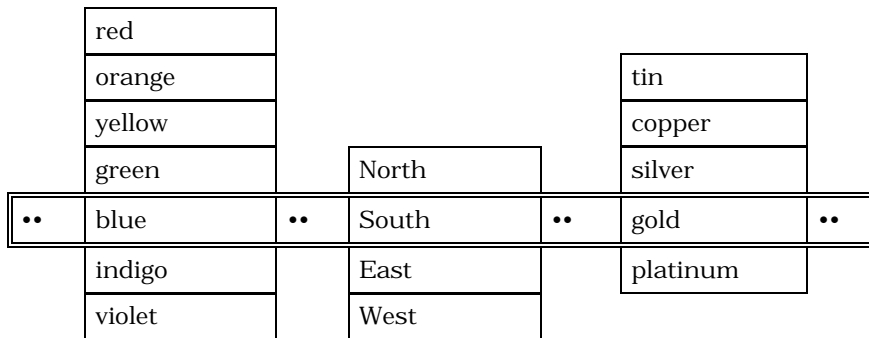 red
orange tin
yellow copper
green North silver
•• blue •• South •• gold ••
indigo East platinum
violet West